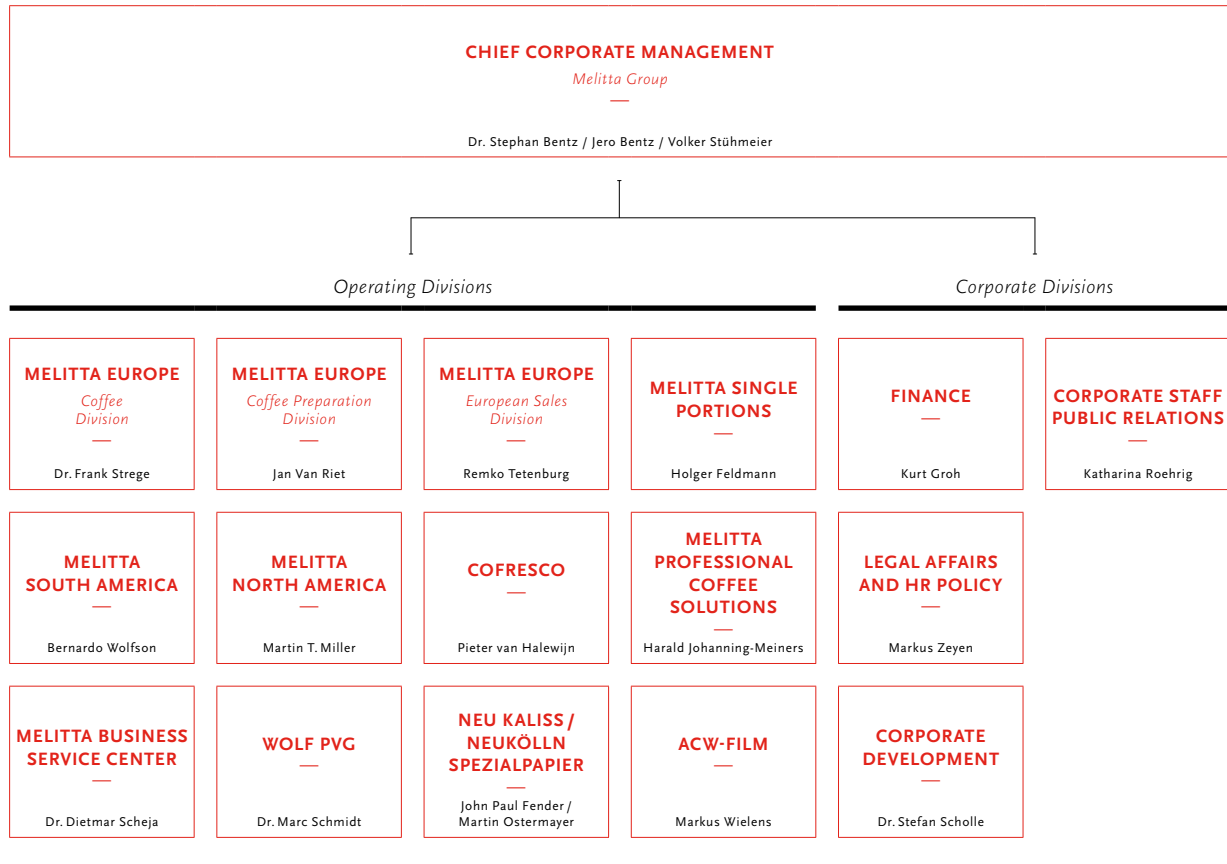 CHIEF CORPORATE MANAGEMENT
Melitta Group
Dr. Stephan Bentz / Jero Bentz / Volker Stühmeier
Operating Divisions
Corporate Divisions
MELITTA EUROPE
Coffee
Division
Dr. Frank Strege
MELITTA EUROPE
Coffee Preparation
Division
Jan Van Riet
MELITTA EUROPE
European Sales
Division
Remko Tetenburg
MELITTA SINGLE
PORTIONS
Holger Feldmann
FINANCE
Kurt Groh
CORPORATE STAFF
PUBLIC RELATIONS
Katharina Roehrig
MELITTA
SOUTH AMERICA
Bernardo Wolfson
MELITTA
NORTH AMERICA
Martin T. Miller
COFRESCO
Pieter van Halewijn
MELITTA
PROFESSIONAL
COFFEE
SOLUTIONS
Harald Johanning-Meiners
LEGAL AFFAIRS
AND HR POLICY
Markus Zeyen
MELITTA BUSINESS
SERVICE CENTER
Dr. Dietmar Scheja
WOLF PVG
Dr. Marc Schmidt
NEU KALISS /
NEUKÖLLN
SPEZIALPAPIER
John Paul Fender /
Martin Ostermayer
ACW-FILM
Markus Wielens
CORPORATE
DEVELOPMENT
Dr. Stefan Scholle